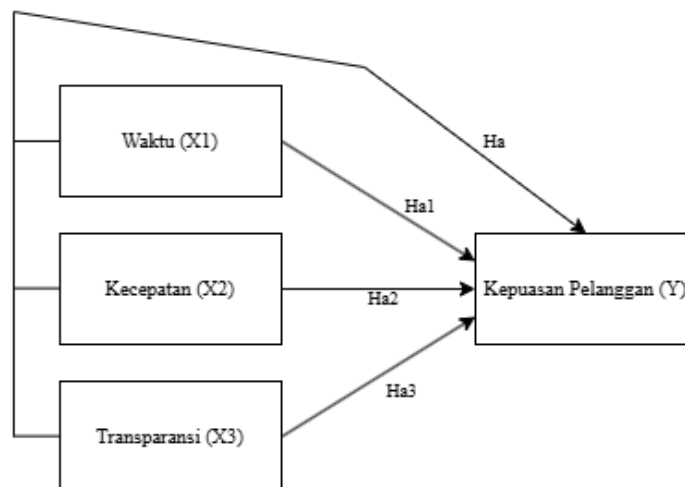 Waktu (X1)
Ha
Ha1
Kecepatan (X2)
Kepuasan Pelanggan (Y)
Ha2
Ha3
Transparansi (X3)